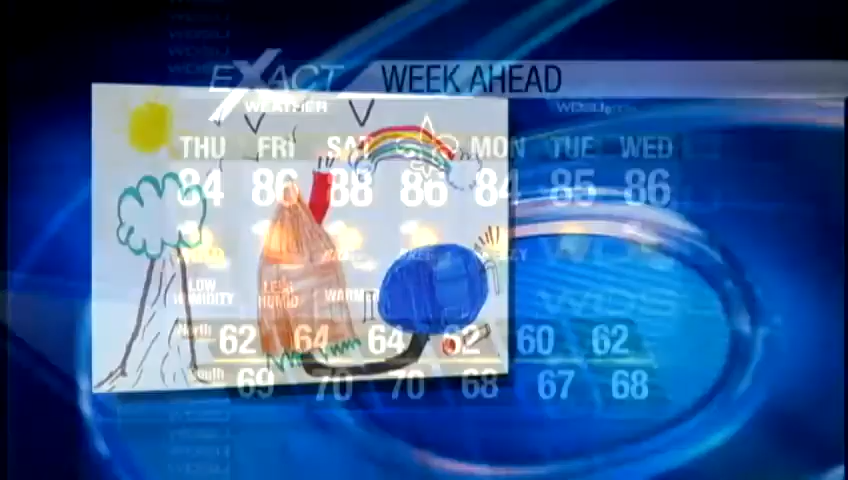 EXACT WEEK AHEAD
WEATHER
THU FRI SAT MON TUE WED
84 86 88 86 84 85 86
LOW HUMIDITY
LESS HUMID
WARMER
North 62 64 64 62 60 62
South 69 70 70 68 67 68